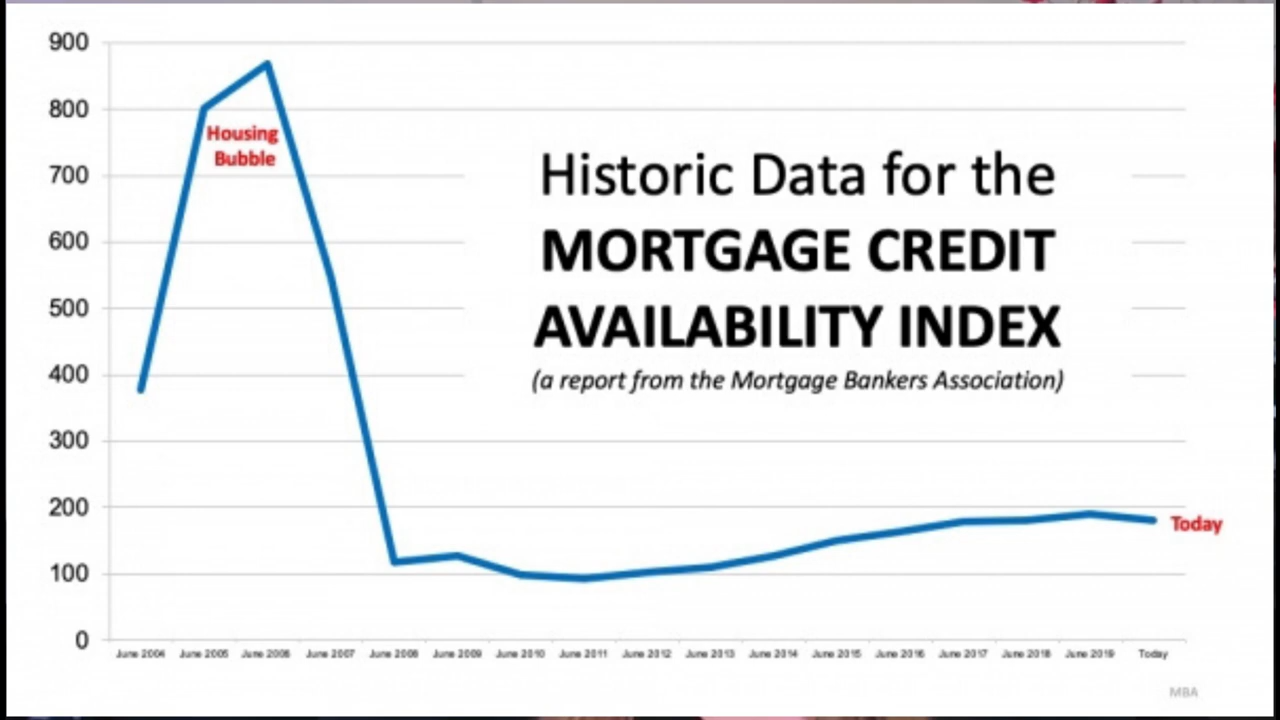 900
800
700
600
500
400
300
200
100
0
Housing
Bubble
Historic Data for the
MORTGAGE CREDIT
AVAILABILITY INDEX
(a report from the Mortgage Bankers Association)
Today
June 2004 June 2005 June 2006 June 2007 June 2008 June 2009 June 2010 June 2011 June 2012 June 2013 June 2014 June 2015 June 2016 June 2017 June 2018 June 2019 Today
MBA